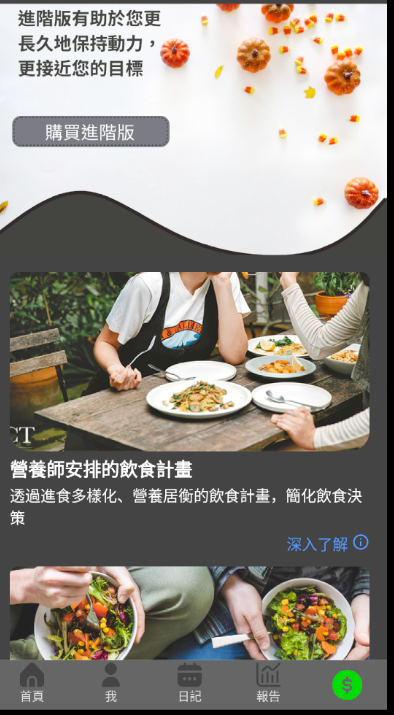 進階版有助於您更
長久地保持動力，
更接近您的目標
購買進階版
CT
營養師安排的飲食計畫
透過進食多樣化、營養居衡的飲食計畫，簡化飲食決
策
深入了解
首頁
我
日記
報告
$